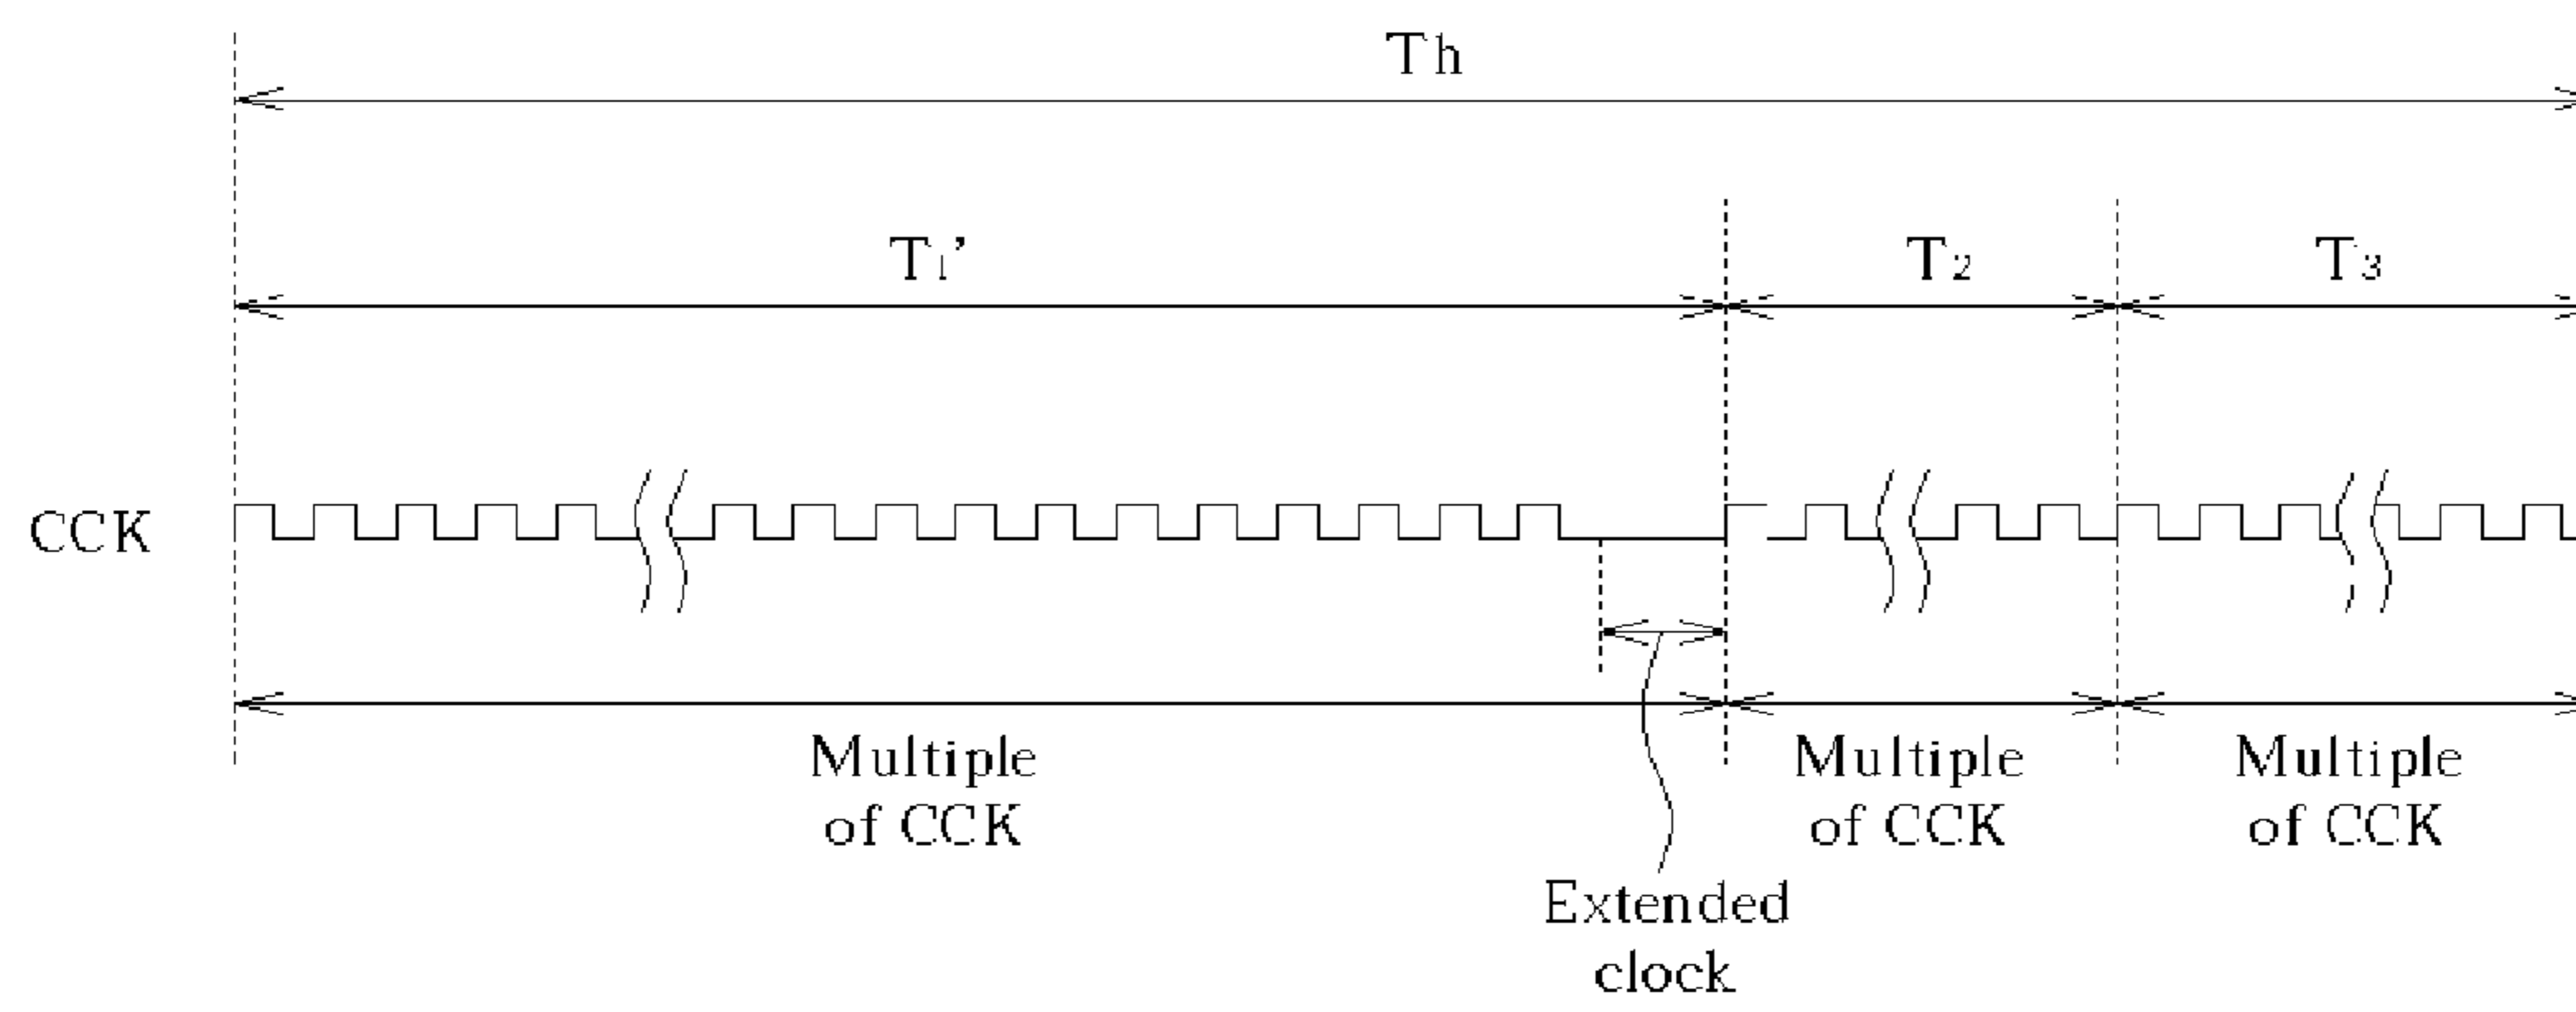 Th
T1’
T2
T3
CCK
Multiple
of CCK
Multiple
of CCK
Multiple
of CCK
Extended
clock